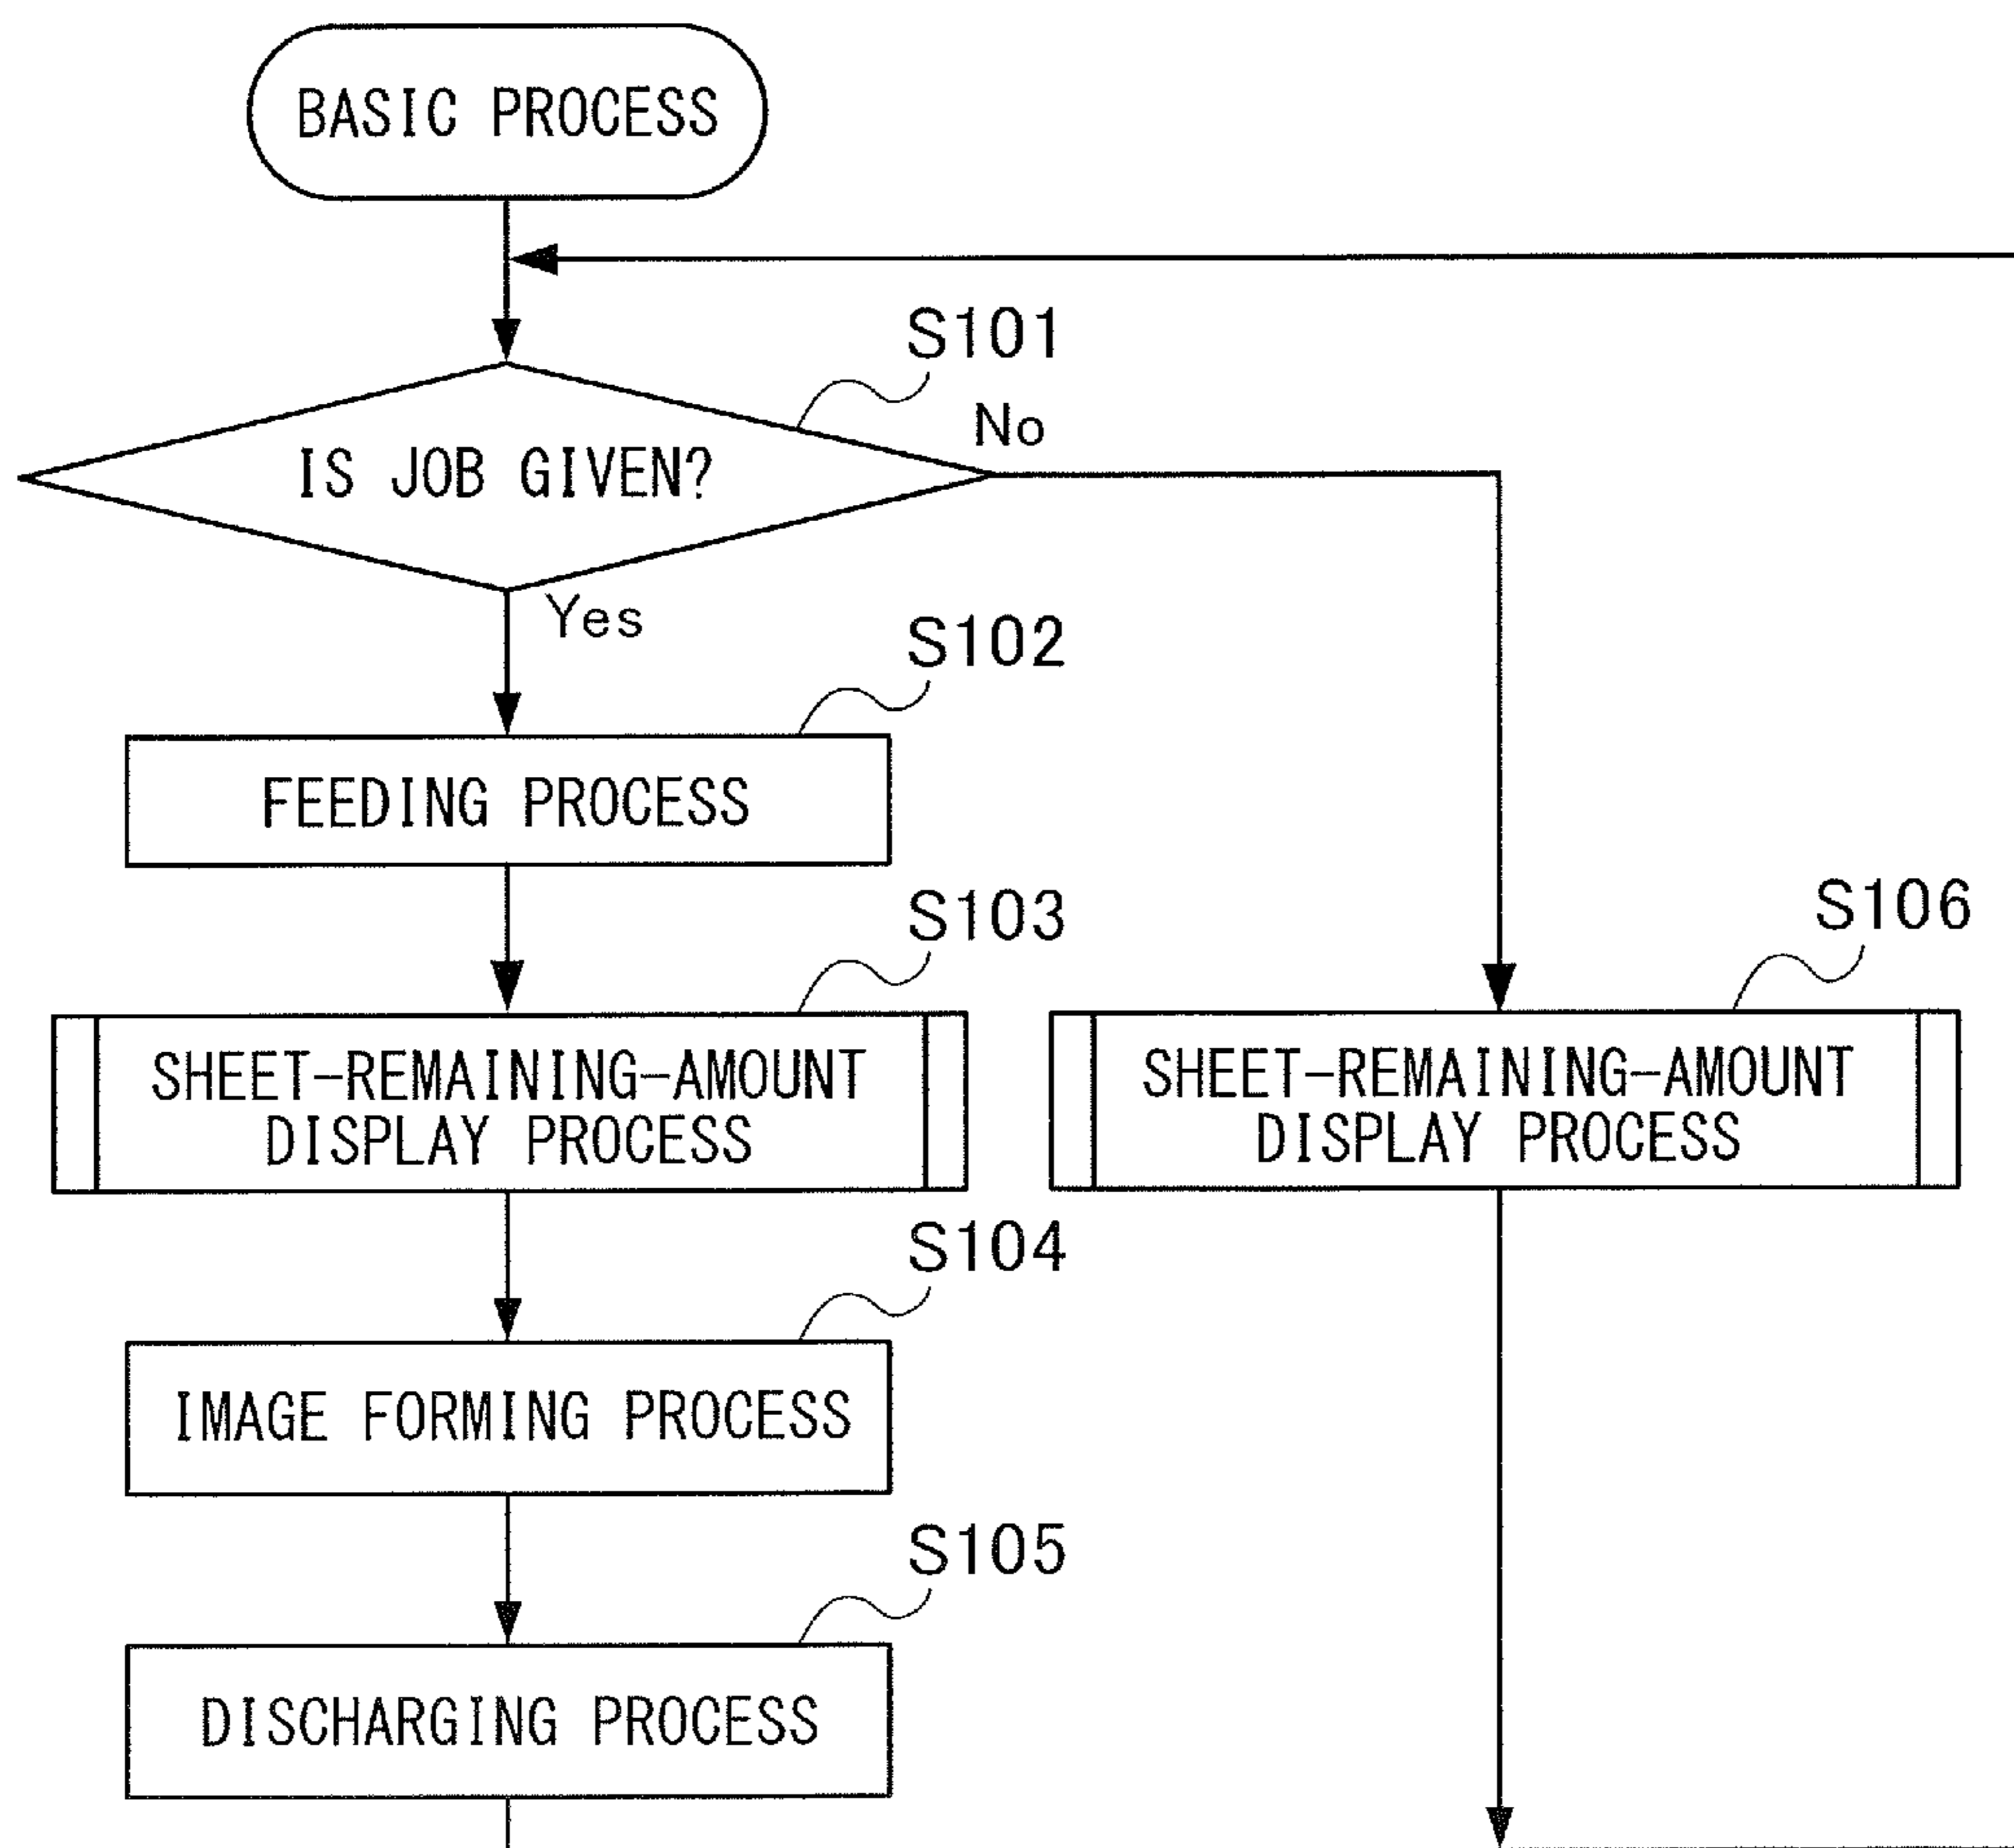 BASIC PROCESS
S101
IS JOB GIVEN?
No
Yes
S102
FEEDING PROCESS
S103
SHEET-REMAINING-AMOUNT
DISPLAY PROCESS
S106
SHEET-REMAINING-AMOUNT
DISPLAY PROCESS
S104
IMAGE FORMING PROCESS
S105
DISCHARGING PROCESS